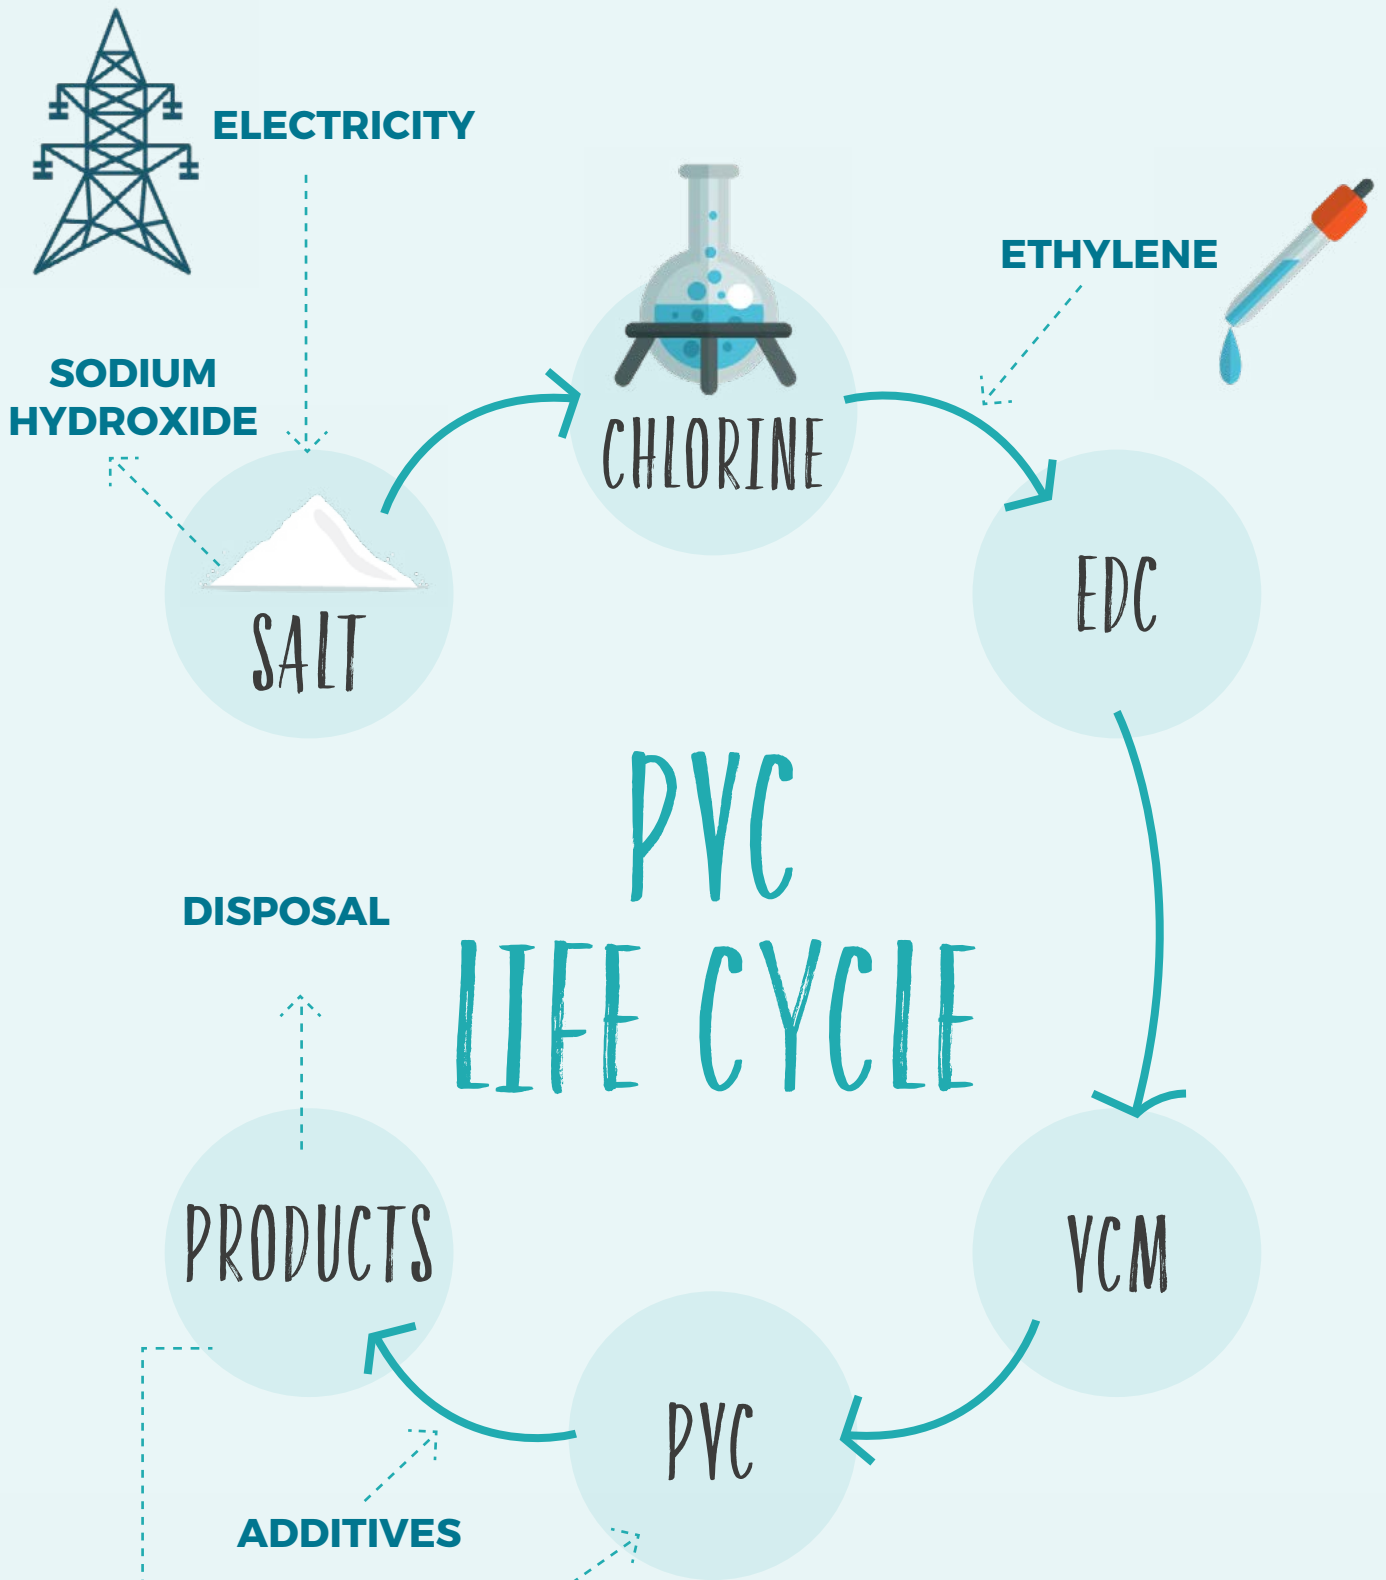 ELECTRICITY
ETHYLENE
SODIUM
HYDROXIDE
CHLORINE
EDC
SALT
PVC
LIFE CYCLE
DISPOSAL
PRODUCTS
VCM
PVC
ADDITIVES